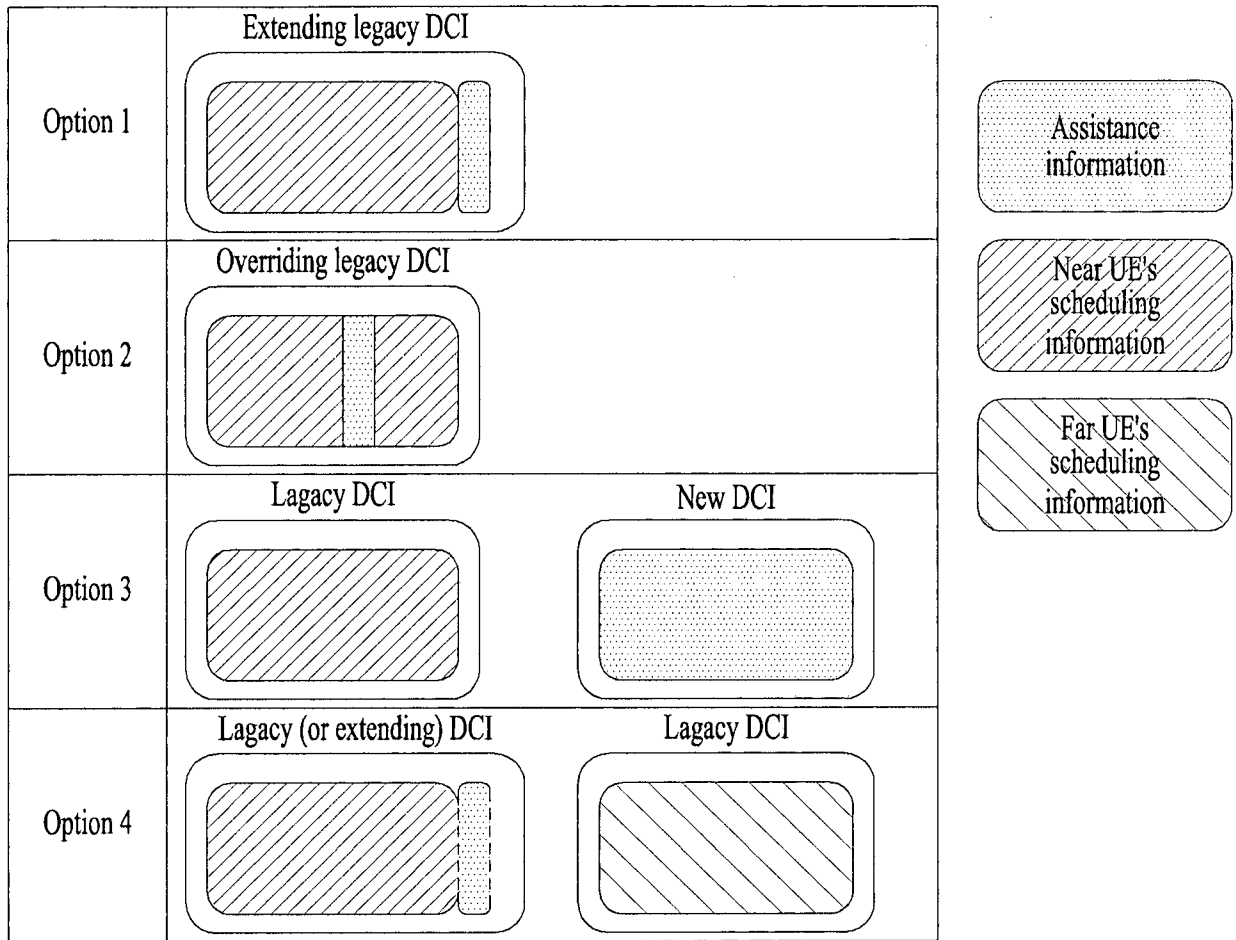 Option 1
Extending legacy DCI
Option 2
Overriding legacy DCI
Option 3
Lagacy DCI
New DCI
Option 4
Lagacy (or extending) DCI
Lagacy DCI
Assistance
information
Near UE's
scheduling
information
Far UE's
scheduling
information